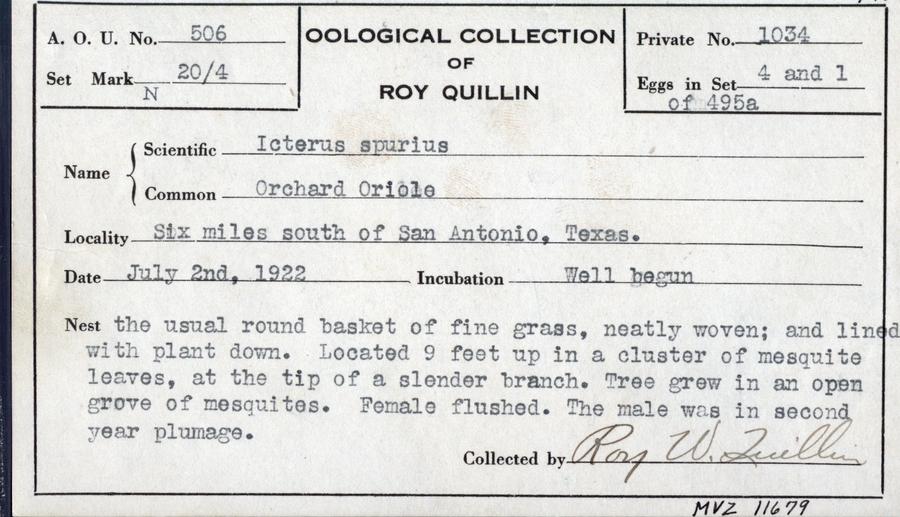 A. O. U. No. 506
Set Mark 20/4
N
OOLOGICAL COLLECTION
OF
ROY QUILLIN
Private No. 1034
Eggs in Set 4 and 1
of 495a
Name
Scientific Icterus spurius
Common Orchard Oriole
Locality Six miles south of San Antonio, Texas.
Date July 2nd, 1922 Incubation Well begun
Nest the usual round basket of fine grass, neatly woven; and lined
with plant down. Located 9 feet up in a cluster of mesquite
leaves, at the tip of a slender branch. Tree grew in an open
grove of mesquites. Female flushed. The male was in second
year plumage.
Collected by Roy W. Quillin
MVZ 11679